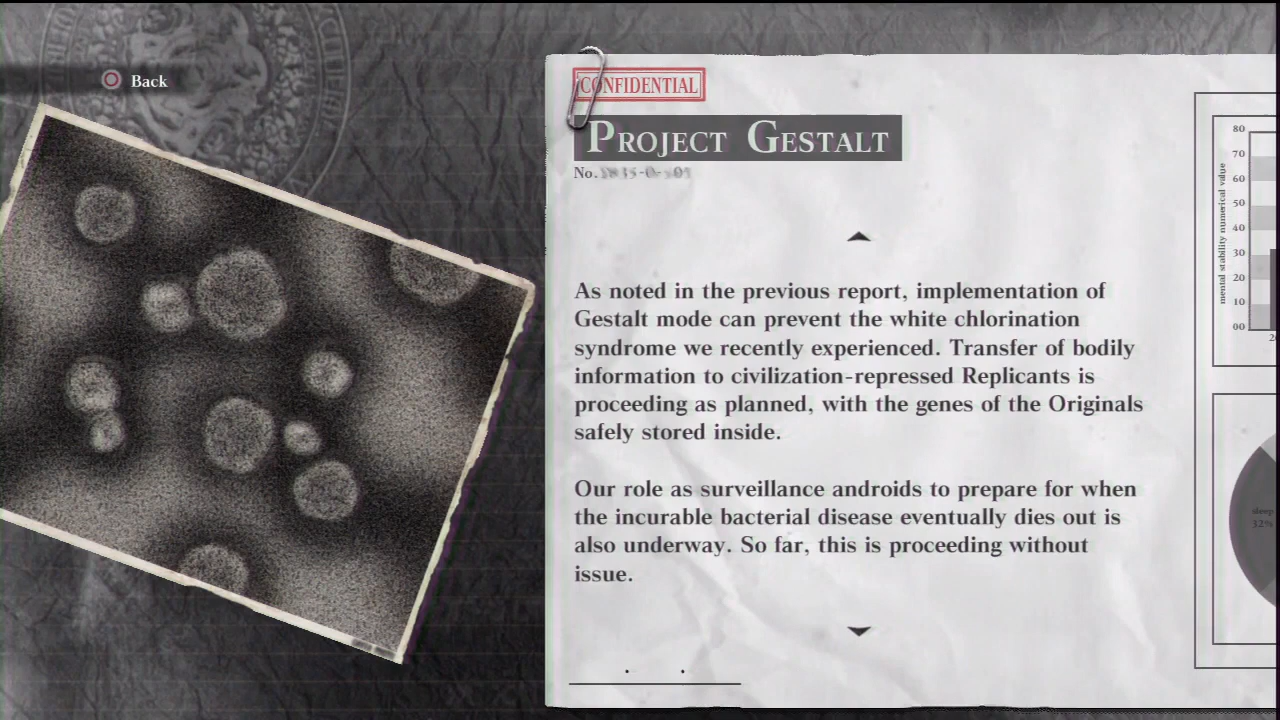 Back
CONFIDENTIAL
PROJECT GESTALT
No.
As noted in the previous report, implementation of
Gestalt mode can prevent the white chlorination
syndrome we recently experienced. Transfer of bodily
information to civilization-repressed Replicants is
proceeding as planned, with the genes of the Originals
safely stored inside.
Our role as surveillance androids to prepare for when
the incurable bacterial disease eventually dies out is
also underway. So far, this is proceeding without
issue.
mental stability numerical value
80
70
60
50
40
30
20
10
00
sleep
32%